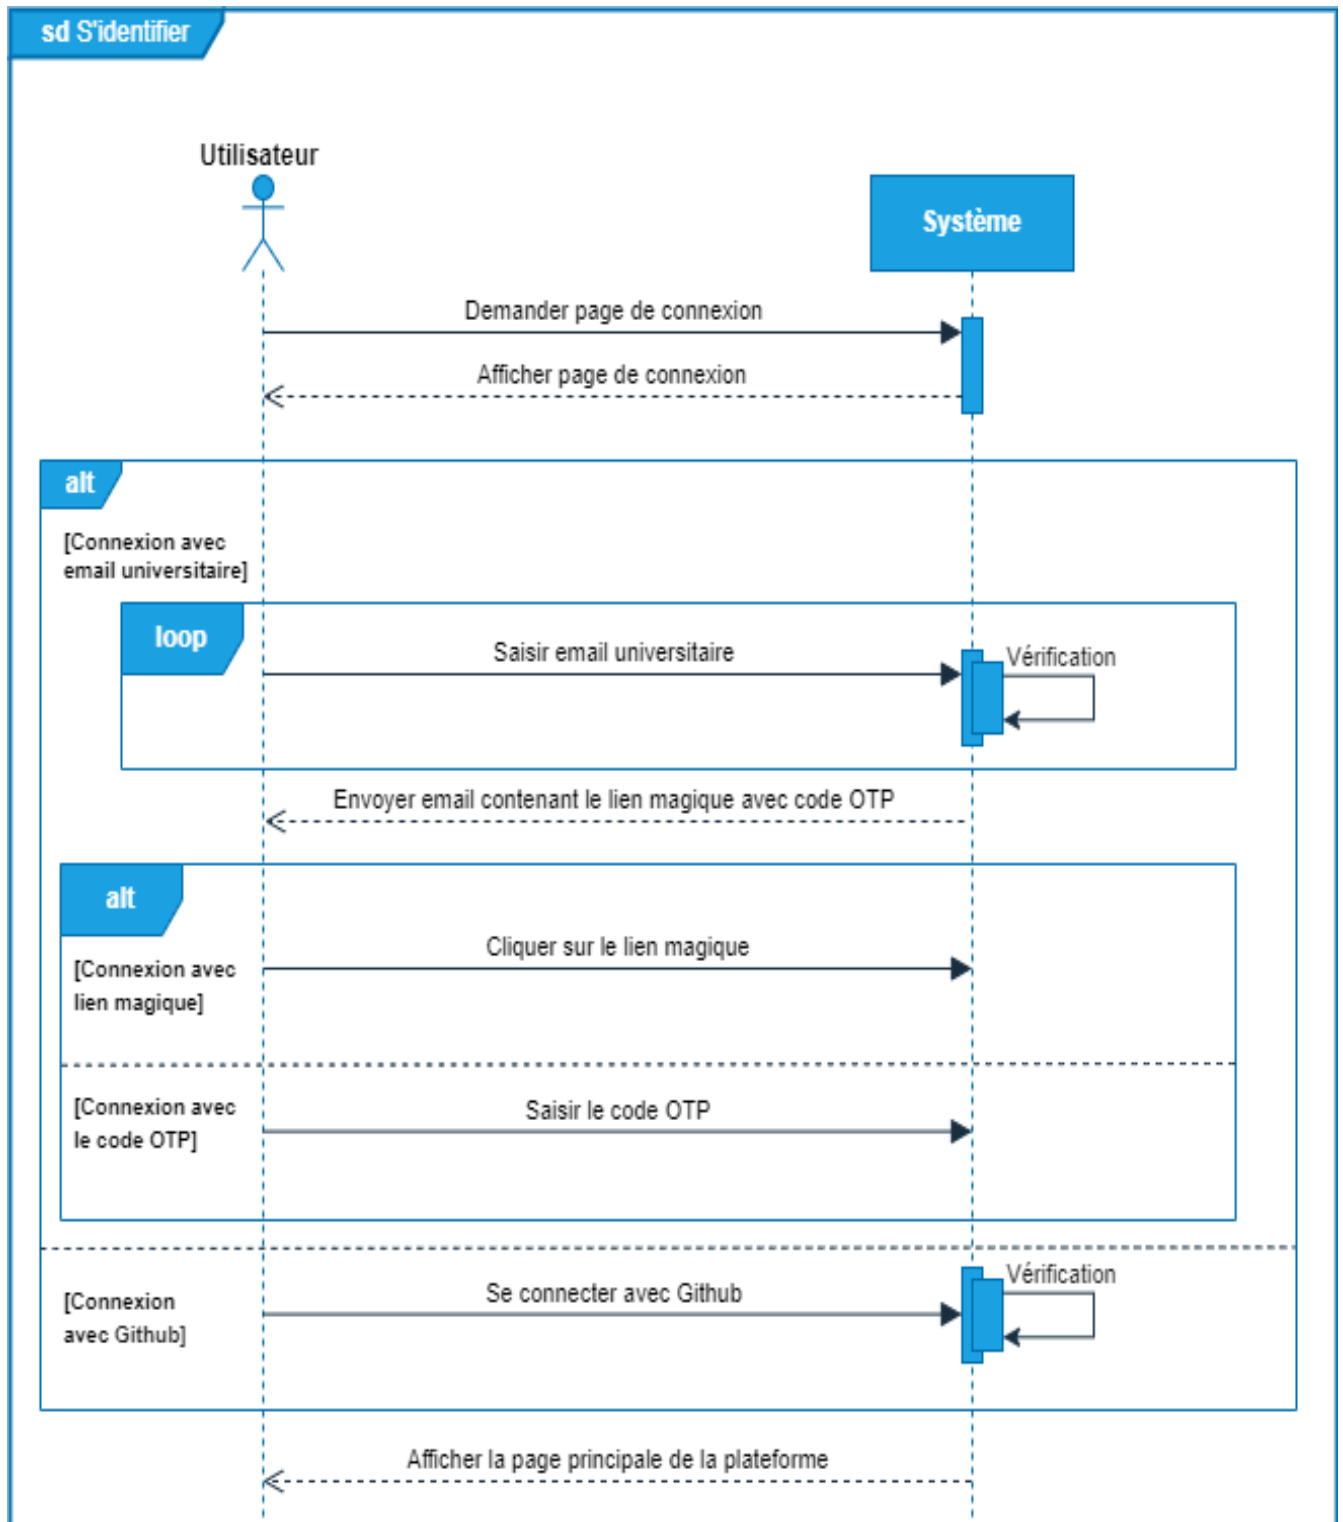 sd S'identifier
Utilisateur
Système
Demander page de connexion
Afficher page de connexion
alt
[Connexion avec
email universitaire]
loop
Saisir email universitaire
Vérification
Envoyer email contenant le lien magique avec code OTP
alt
Cliquer sur le lien magique
[Connexion avec
lien magique]
[Connexion avec
le code OTP]
Saisir le code OTP
Vérification
Se connecter avec Github
[Connexion
avec Github]
Afficher la page principale de la plateforme